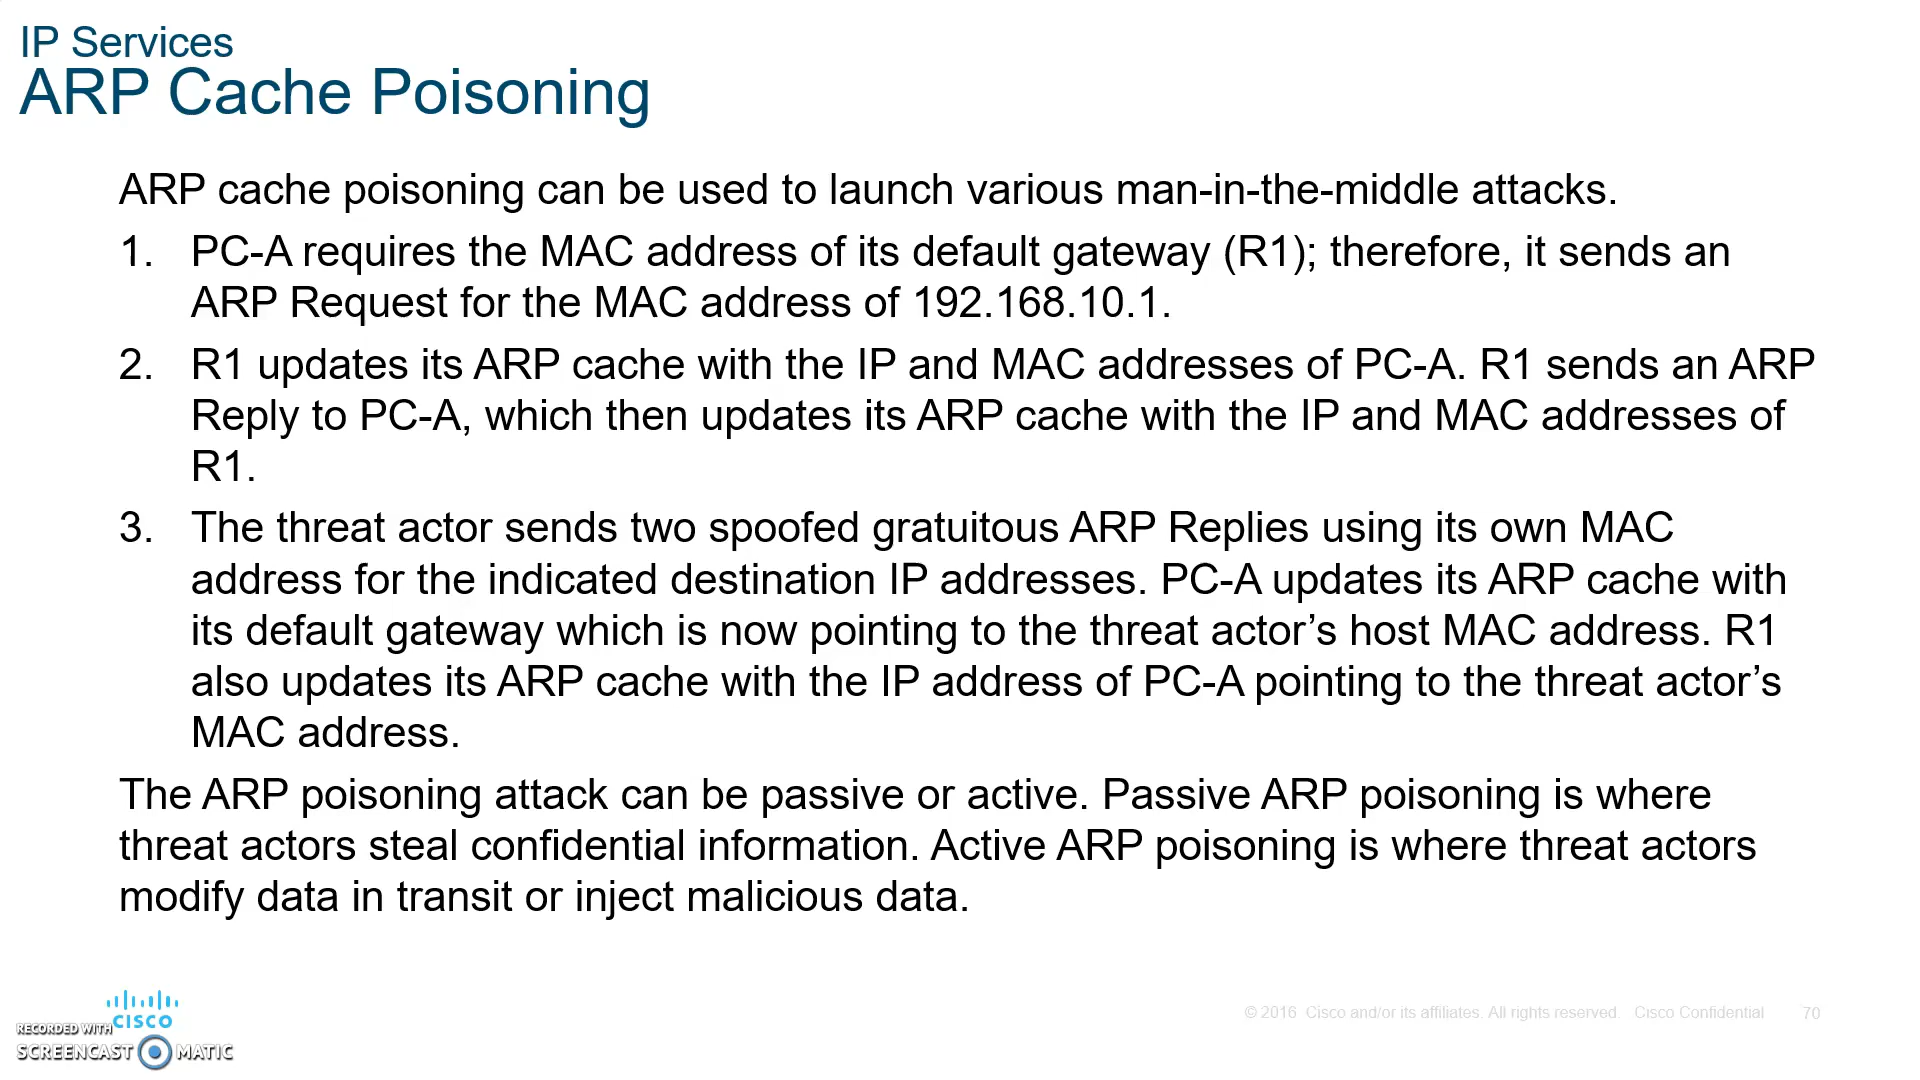 IP Services
ARP Cache Poisoning
ARP cache poisoning can be used to launch various man-in-the-middle attacks.
1. PC-A requires the MAC address of its default gateway (R1); therefore, it sends an
ARP Request for the MAC address of 192.168.10.1.
2. R1 updates its ARP cache with the IP and MAC addresses of PC-A. R1 sends an ARP
Reply to PC-A, which then updates its ARP cache with the IP and MAC addresses of
R1.
3. The threat actor sends two spoofed gratuitous ARP Replies using its own MAC
address for the indicated destination IP addresses. PC-A updates its ARP cache with
its default gateway which is now pointing to the threat actor’s host MAC address. R1
also updates its ARP cache with the IP address of PC-A pointing to the threat actor’s
MAC address.
The ARP poisoning attack can be passive or active. Passive ARP poisoning is where
threat actors steal confidential information. Active ARP poisoning is where threat actors
modify data in transit or inject malicious data.
CISCO
© 2016 Cisco and/or its affiliates. All rights reserved. Cisco Confidential 70
RECORDED WITH
SCREENCAST MATIC